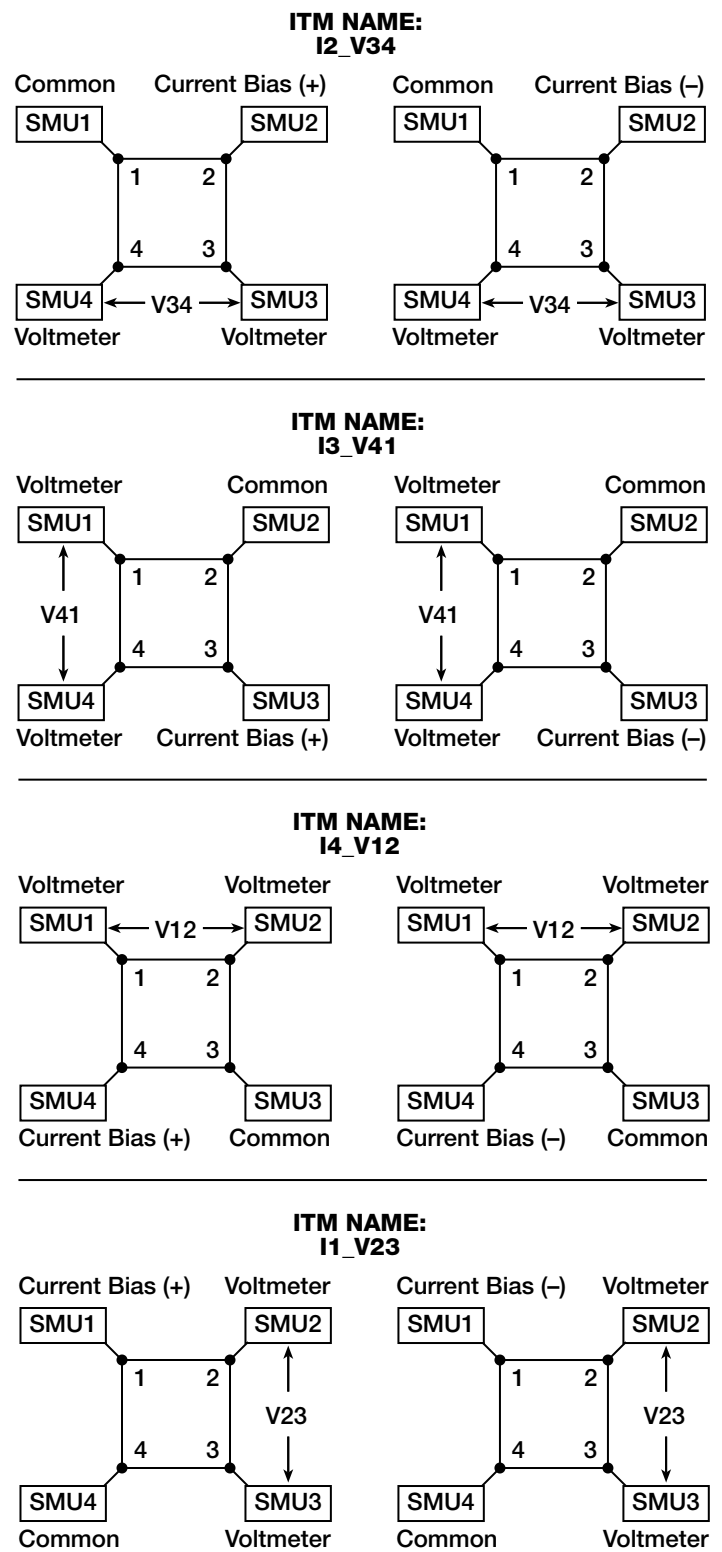 ITM NAME:
I2_V34
Common Current Bias (+) Common Current Bias (–)
SMU1 SMU2 SMU1 SMU2
1 2 1 2
4 3 4 3
SMU4 V34 SMU3 SMU4 V34 SMU3
Voltmeter Voltmeter Voltmeter Voltmeter
ITM NAME:
I3_V41
Voltmeter Common Voltmeter Common
SMU1 SMU2 SMU1 SMU2
1 2 1 2
V41 V41
4 3 4 3
SMU4 SMU3 SMU4 SMU3
Voltmeter Current Bias (+) Voltmeter Current Bias (–)
ITM NAME:
I4_V12
Voltmeter Voltmeter Voltmeter Voltmeter
SMU1 V12 SMU2 SMU1 V12 SMU2
1 2 1 2
4 3 4 3
SMU4 SMU3 SMU4 SMU3
Current Bias (+) Common Current Bias (–) Common
ITM NAME:
I1_V23
Current Bias (+) Voltmeter Current Bias (–) Voltmeter
SMU1 SMU2 SMU1 SMU2
1 2 1 2
V23 V23
4 3 4 3
SMU4 SMU3 SMU4 SMU3
Common Voltmeter Common Voltmeter